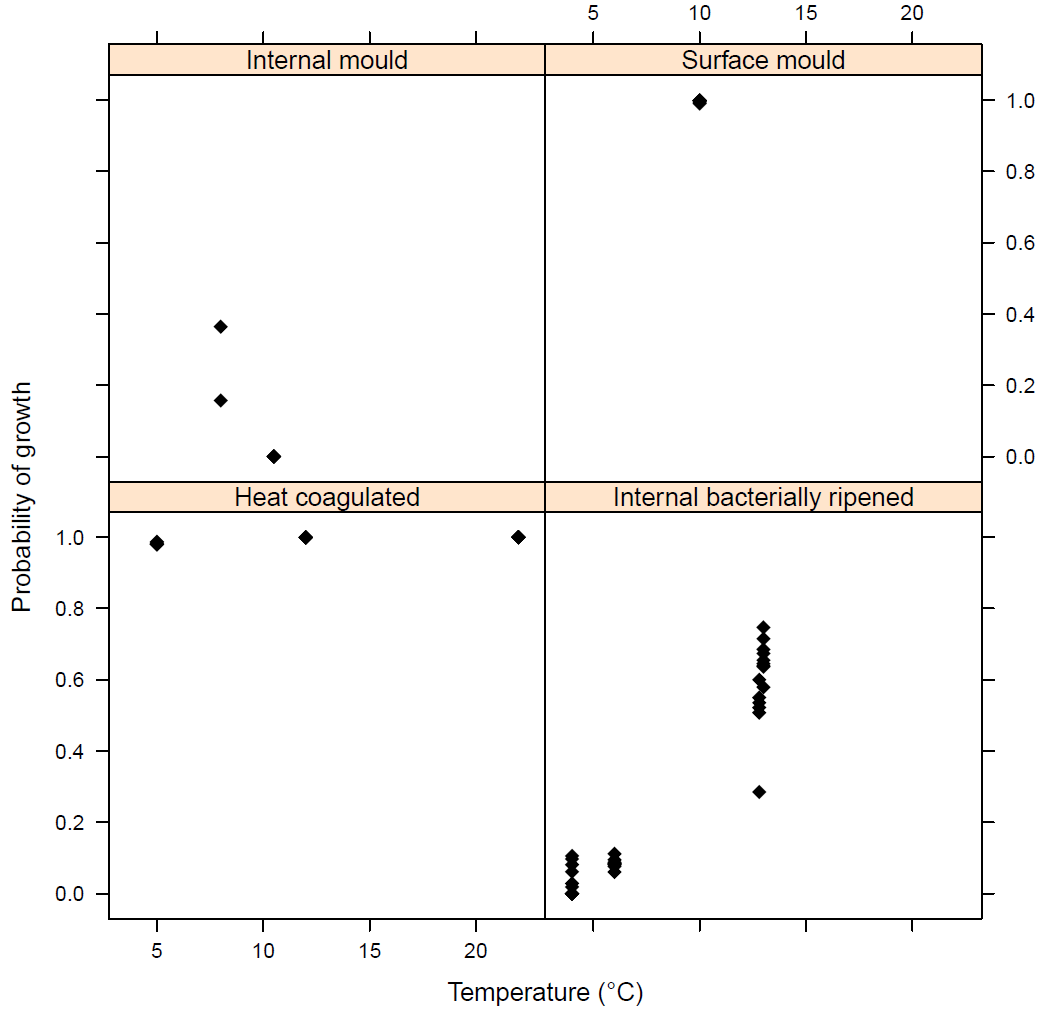 5 10 15 20
Internal mould Surface mould
1.0
0.8
0.6
0.4
0.2
0.0
Probability of growth
Heat coagulated Internal bacterially ripened
1.0
0.8
0.6
0.4
0.2
0.0
5 10 15 20
Temperature (°C)